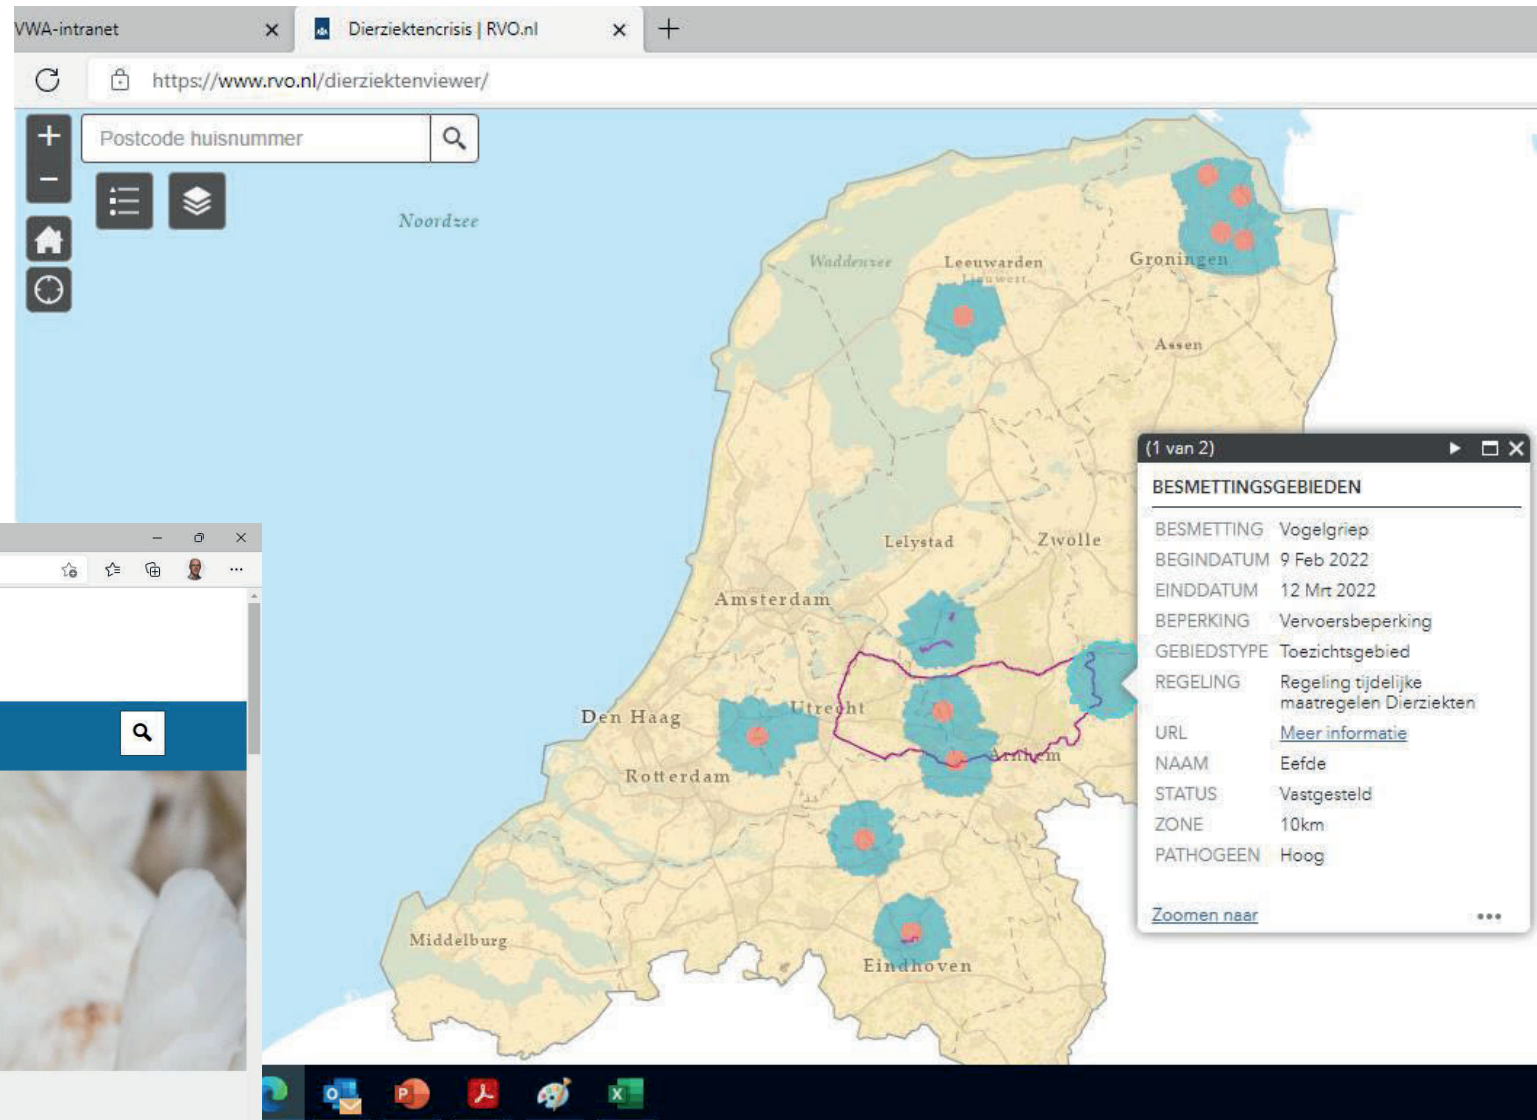 VWA-intranet
Dierziektencrisis | RVO.nl
https://www.rvo.nl/dierziektenviewer/
Postcode huisnummer
Noordzee
Waddenzee
Leeuwarden
Groningen
Assen
(1 van 2)
BESMETTINGSGEBIEDEN
BESMETTING Vogelgriep
BEGINDATUM 9 Feb 2022
EINDDATUM 12 Mrt 2022
BEPERKING Vervoersbeperking
GEBIEDSTYPE Toezichtsgebied
REGELING Regeling tijdelijke
maatregelen Dierziekten
URL Meer informatie
NAAM Eefde
STATUS Vastgesteld
ZONE 10km
PATHOGEEN Hoog
Zoomen naar
Lelystad
Zwolle
Amsterdam
Den Haag
Utrecht
Arnhem
Rotterdam
Middelburg
Eindhoven